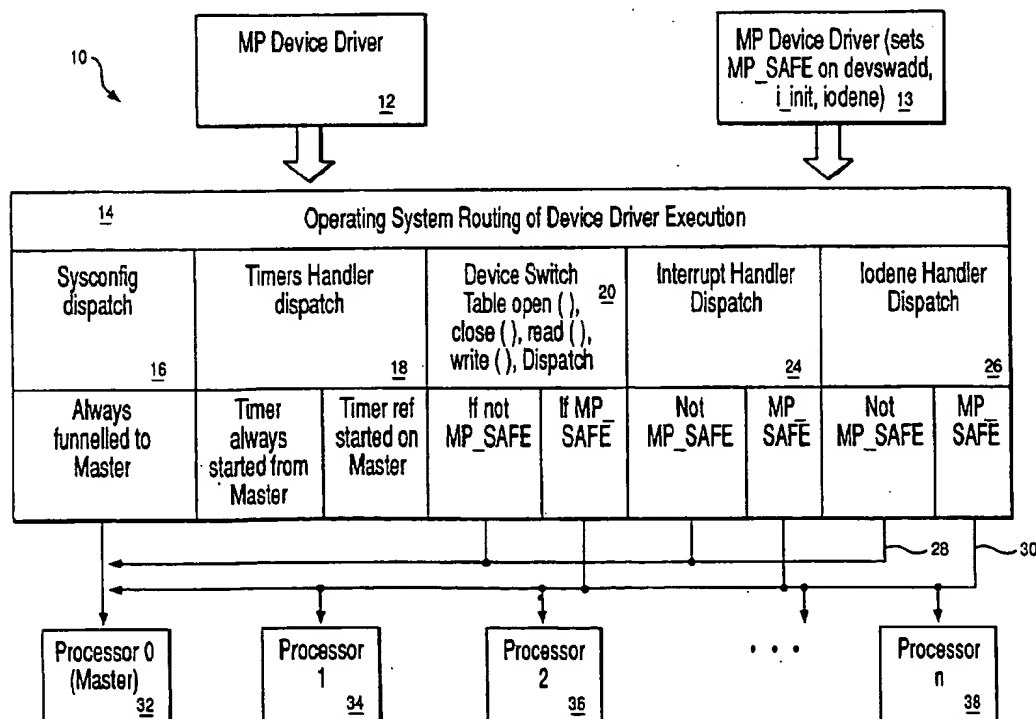 10
MP Device Driver
12
MP Device Driver (sets
MP_SAFE on devswadd,
i_init, iodene) 13
14
Operating System Routing of Device Driver Execution
Sysconfig
dispatch
16
Timers Handler
dispatch
18
Device Switch
Table open ( ), 20
close ( ), read ( ),
write ( ), Dispatch
Interrupt Handler
Dispatch
24
Iodene Handler
Dispatch
26
Always
funnelled to
Master
Timer
always
started from
Master
Timer ref
started on
Master
If not
MP_SAFE
If MP_
SAFE
Not
MP_SAFE
MP_
SAFE
Not
MP_SAFE
MP_
SAFE
28
30
Processor 0
(Master)
32
Processor
1
34
Processor
2
36
• • •
Processor
n
38